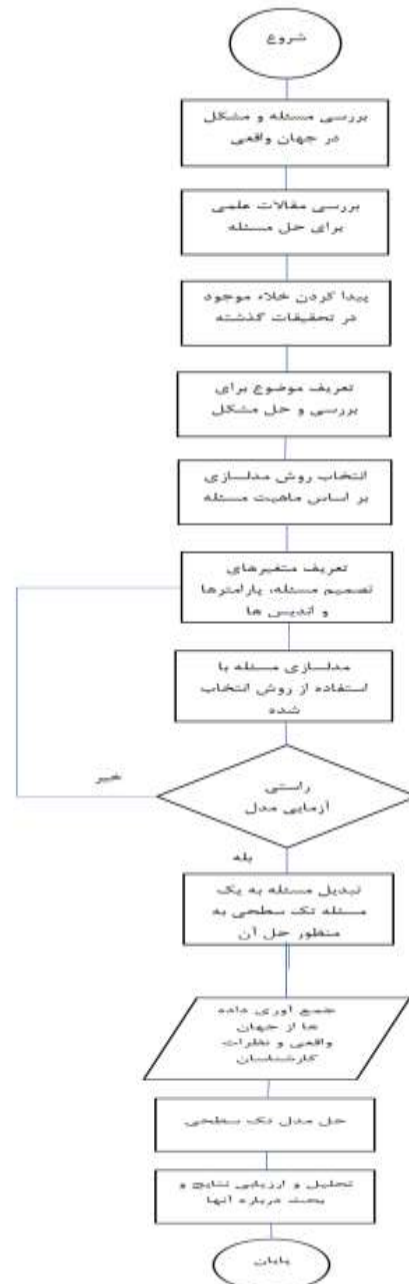 شروع
بررسی مسئله و مشکل
در جهان واقعی
بررسی مقالات علمی
برای حل مسئله
پیدا کردن خلاء موجود
در تحقیقات گذشته
تعریف موضوع برای
بررسی و حل مشکل
انتخاب روش مدلسازی
بر اساس ماهیت مسئله
تعریف متغیرهای
تصمیم مسئله، پارامترها
و اندیس ها
مدلسازی مسئله با
استفاده از روش انتخاب
شده
راستی
آزمایی مدل
خیر
بله
تبدیل مسئله به یک
مسئله تک سطحی به
منظور حل آن
جمع آوری داده
ها از جهان
واقعی و نظرات
کارشناسان
حل مدل تک سطحی
تحلیل و ارزیابی نتایج و
بحث درباره آنها
پایان